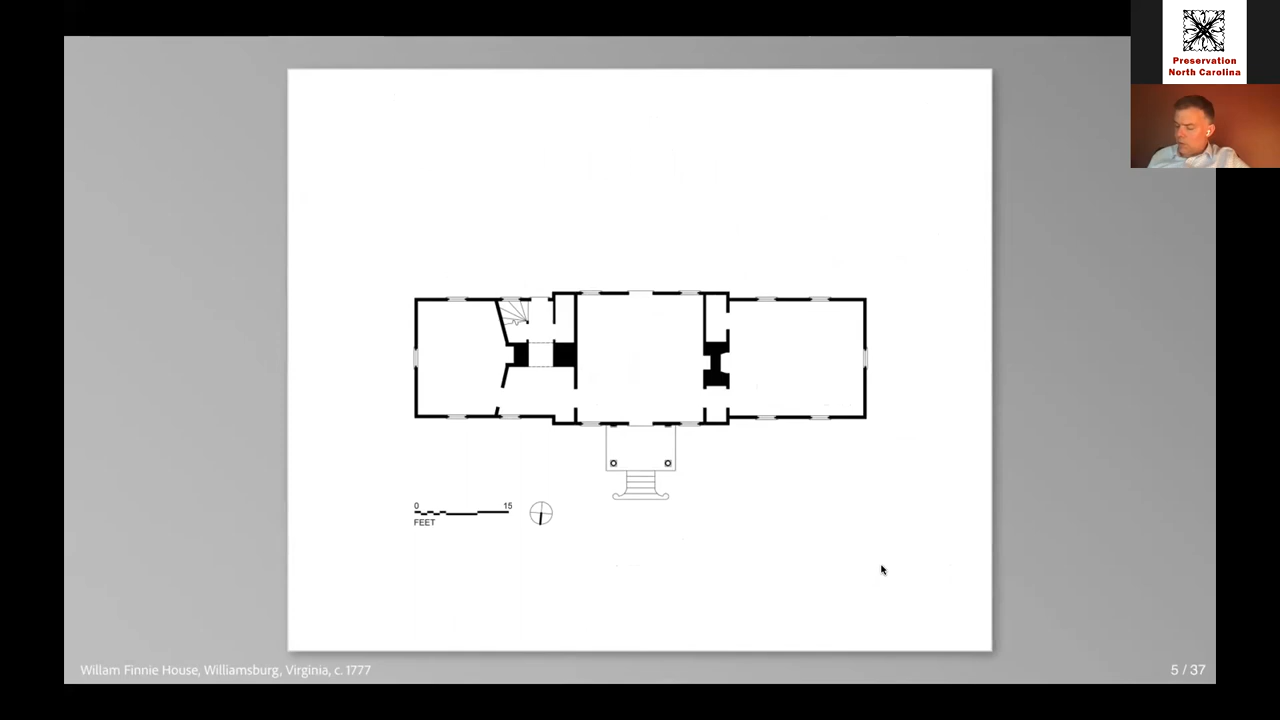 Preservation
North Carolina
0 15
FEET
Willam Finnie House, Williamsburg, Virginia, c. 1777
5 / 37